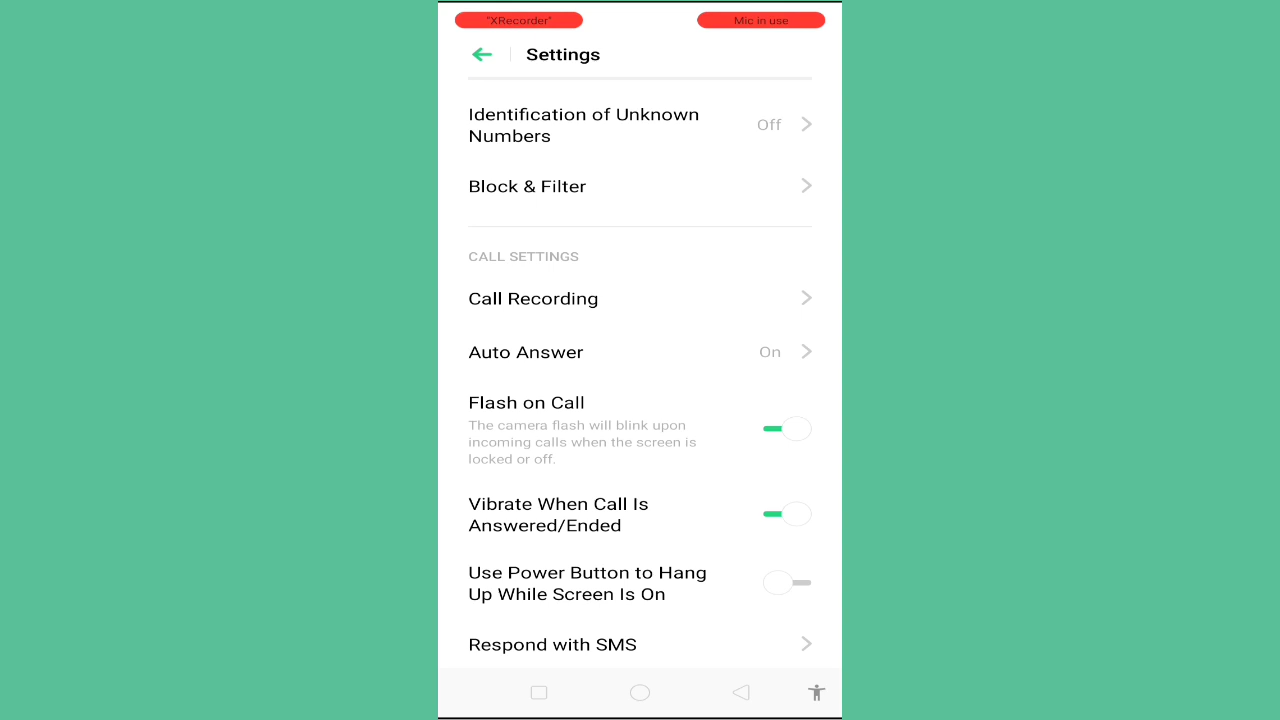 "XRecorder"
Mic in use
Settings
Identification of Unknown
Numbers
Off
Block & Filter
CALL SETTINGS
Call Recording
Auto Answer
On
Flash on Call
The camera flash will blink upon
incoming calls when the screen is
locked or off.
Vibrate When Call Is
Answered/Ended
Use Power Button to Hang
Up While Screen Is On
Respond with SMS